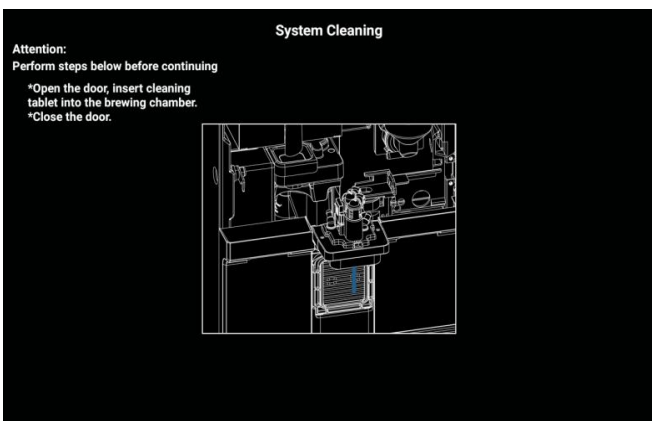 System Cleaning
Attention:
Perform steps below before continuing
*Open the door, insert cleaning
tablet into the brewing chamber.
*Close the door.